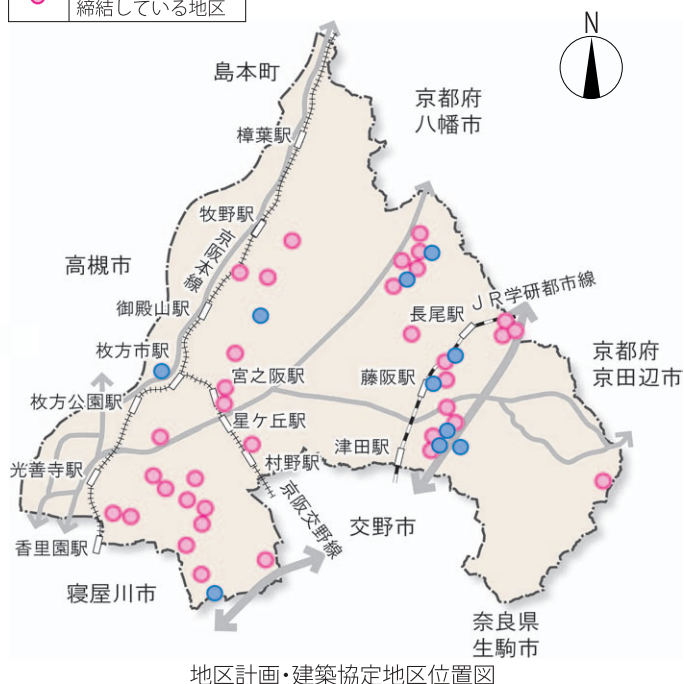 締結している地区
N
島本町
京都府
八幡市
樟葉駅
牧野駅
京阪本線
高槻市
御殿山駅
JR学研都市線
長尾駅
枚方市駅
京都府
京田辺市
宮之阪駅
藤阪駅
枚方公園駅
星ケ丘駅
津田駅
村野駅
光善寺駅
京阪交野線
交野市
香里園駅
寝屋川市
奈良県
生駒市
地区計画・建築協定地区位置図